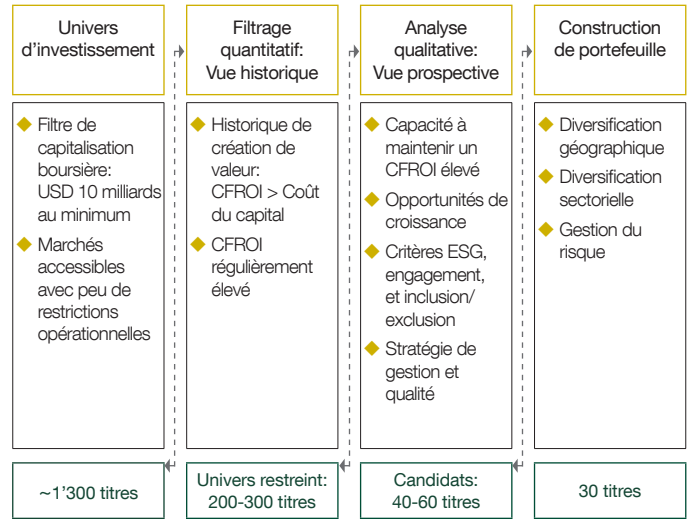 Univers
d’investissement
Filtrage
quantitatif:
Vue historique
Analyse
qualitative:
Vue prospective
Construction
de portefeuille
Filtre de
capitalisation
boursière:
USD 10 milliards
au minimum
Marchés
accessibles
avec peu de
restrictions
opérationnelles
Historique de
création de
valeur:
CFROI > Coût
du capital
CFROI
régulièrement
élevé
Capacité à
maintenir un
CFROI élevé
Opportunités de
croissance
Critères ESG,
engagement,
et inclusion/
exclusion
Stratégie de
gestion et
qualité
Diversification
géographique
Diversification
sectorielle
Gestion du
risque
~1’300 titres
Univers restreint:
200-300 titres
Candidats:
40-60 titres
30 titres